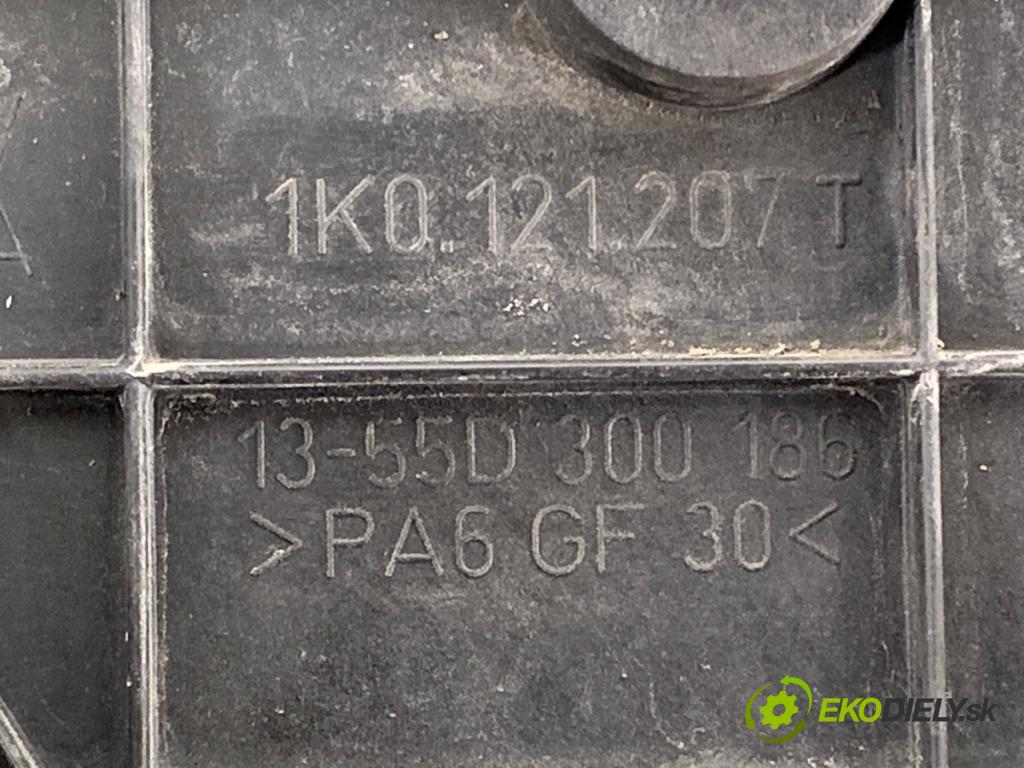 1K0.121.207 T
13-55D 300 186
>PA6 GF 30<
EKODIELY.sk